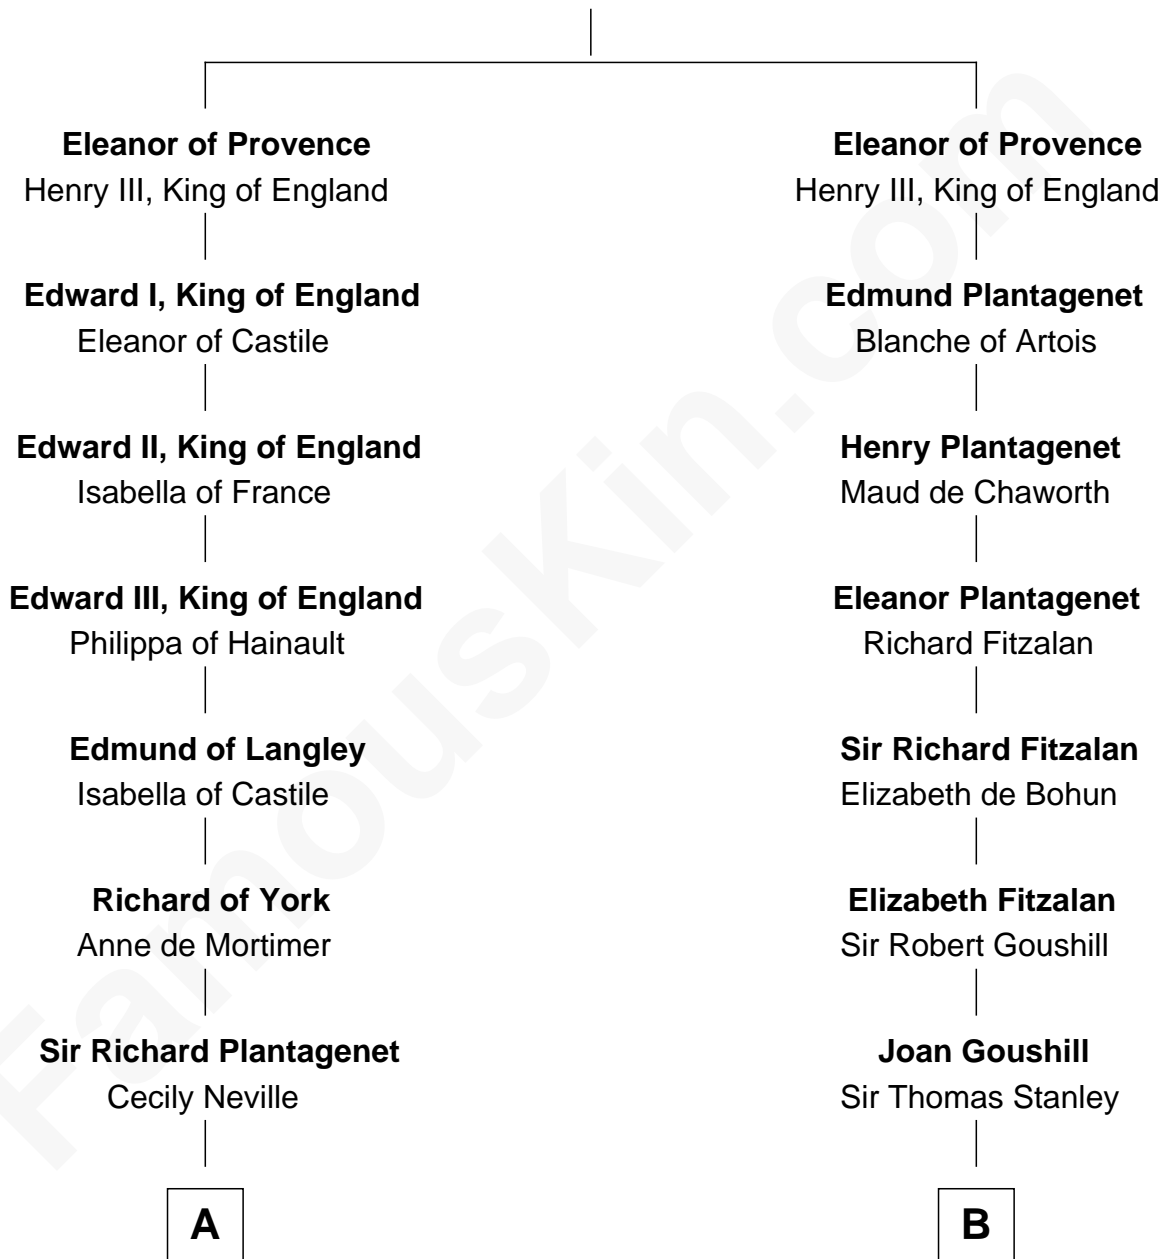 Eleanor of Provence
Henry III, King of England
Edward I, King of England
Eleanor of Castile
Edward II, King of England
Isabella of France
Edward III, King of England
Philippa of Hainault
Edmund of Langley
Isabella of Castile
Richard of York
Anne de Mortimer
Sir Richard Plantagenet
Cecily Neville
A
Eleanor of Provence
Henry III, King of England
Edmund Plantagenet
Blanche of Artois
Henry Plantagenet
Maud de Chaworth
Eleanor Plantagenet
Richard Fitzalan
Sir Richard Fitzalan
Elizabeth de Bohun
Elizabeth Fitzalan
Sir Robert Goushill
Joan Goushill
Sir Thomas Stanley
B
FamousKin.com